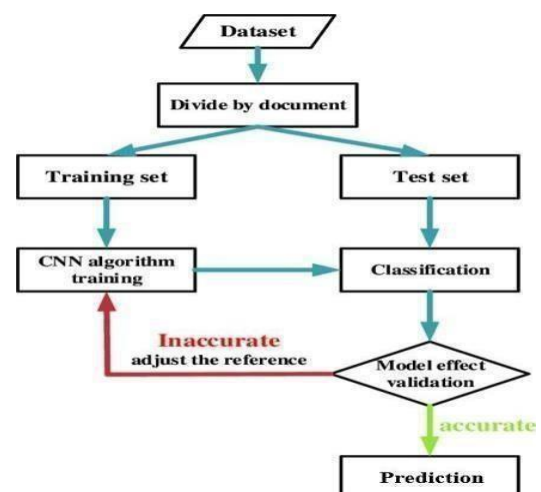 Dataset
Divide by document
Training set
Test set
CNN algorithm
training
Classification
Inaccurate
adjust the reference
Model effect
validation
accurate
Prediction